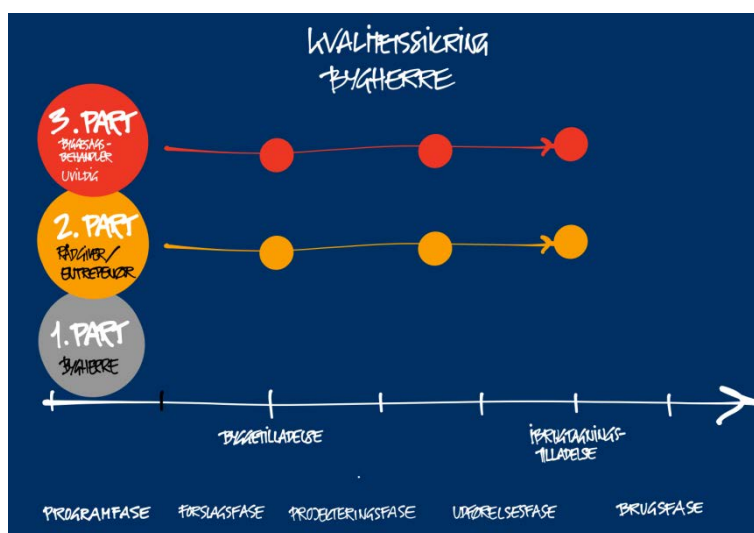 KVALITETSSIKRING
BYGHERRE
3. PART
BYGGESAGS-
BEHANDLER
UVILDIG
2. PART
RÅDGIVER/
ENTREPENØR
1. PART
BYGHERRE
BYGGETILLADELSE
IBRUGTAGNINGS-
TILLADELSE
PROGRAMFASE
FORSLAGSFASE
PROJEKTERINGSFASE
UDFØRELSESFASE
BRUGSFASE